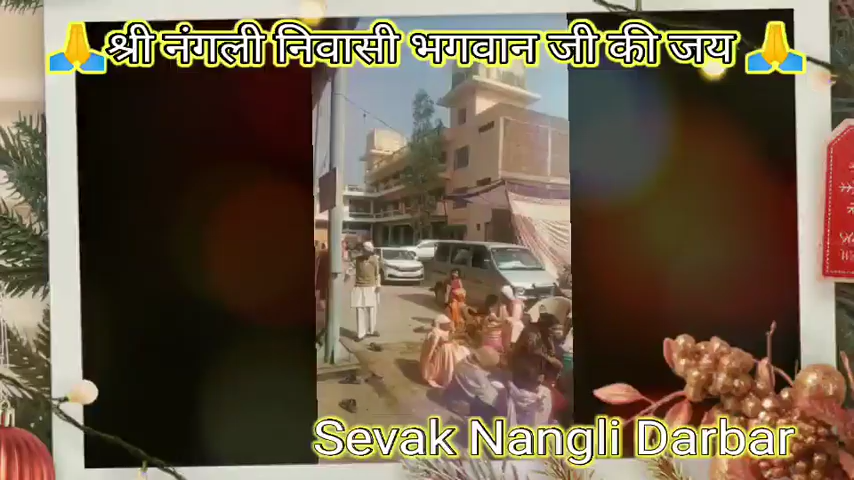 🙏श्री नंगली निवासी भगवान जी की जय🙏
Sevak Nangli Darbar